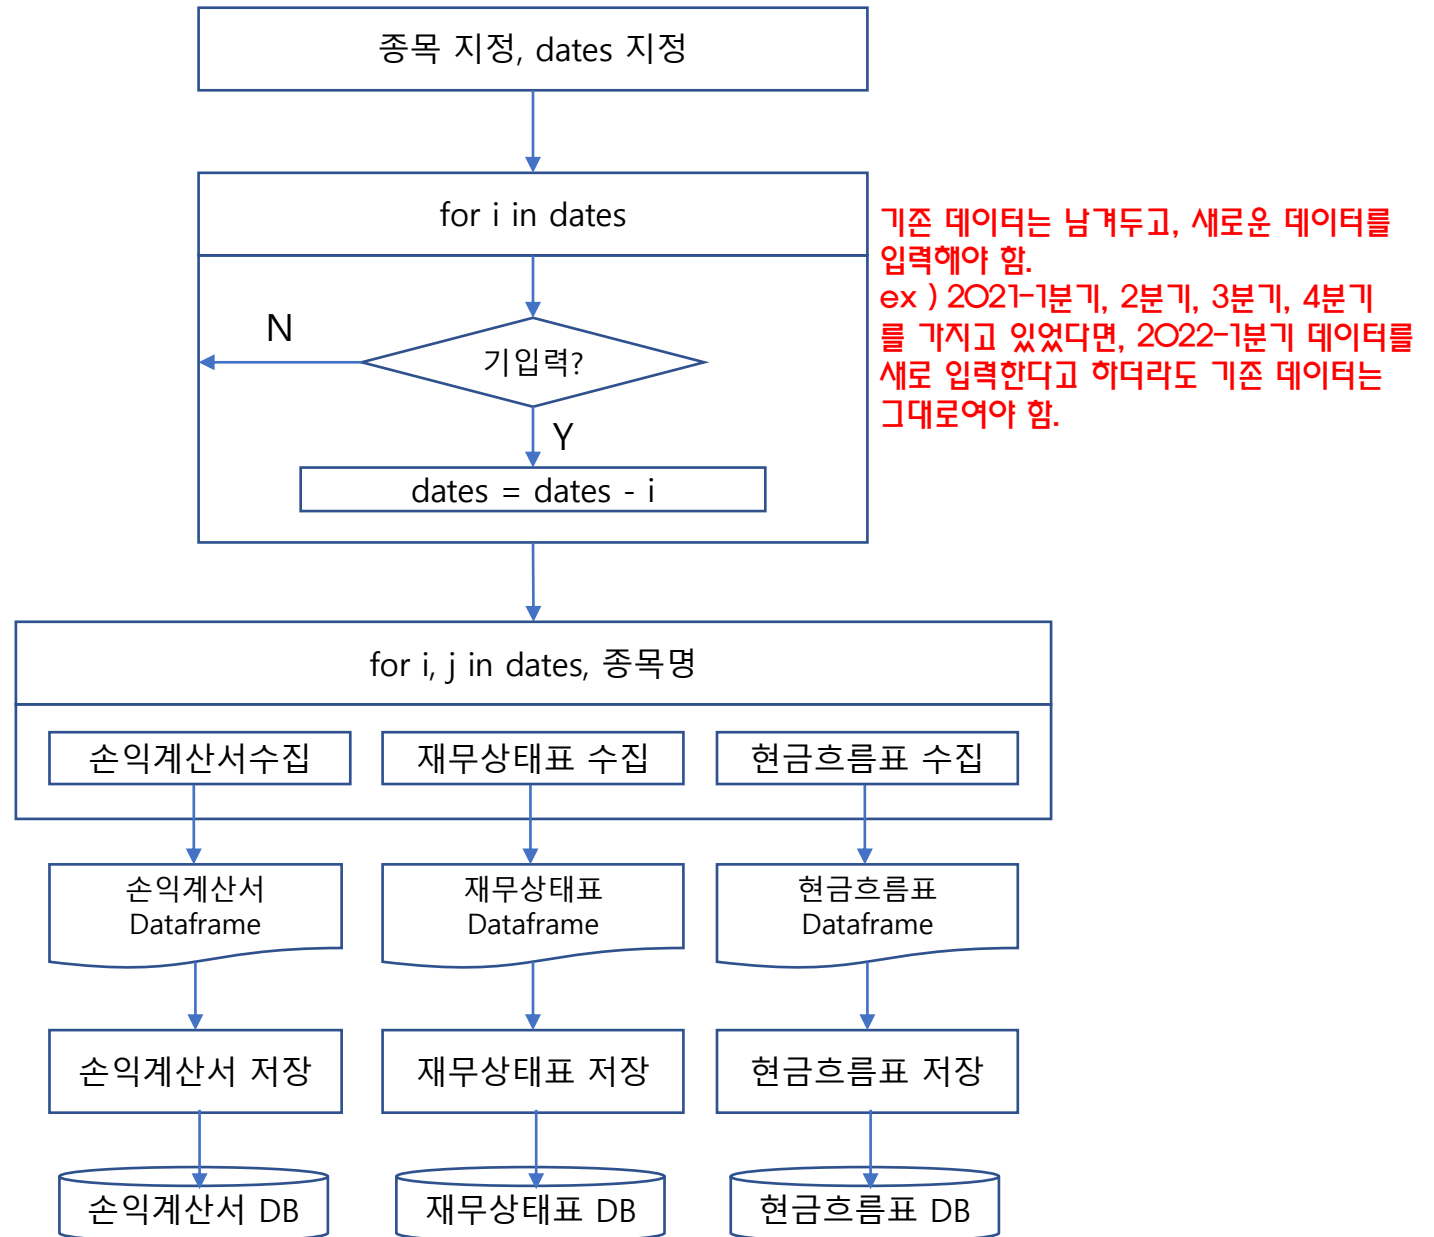 종목 지정, dates 지정
for i in dates
기존 데이터는 남겨두고, 새로운 데이터를
입력해야 함.
ex ) 2021-1분기, 2분기, 3분기, 4분기
를 가지고 있었다면, 2022-1분기 데이터를
새로 입력한다고 하더라도 기존 데이터는
그대로여야 함.
N
기입력?
Y
dates = dates - i
for i, j in dates, 종목명
손익계산서수집
재무상태표 수집
현금흐름표 수집
손익계산서
Dataframe
재무상태표
Dataframe
현금흐름표
Dataframe
손익계산서 저장
재무상태표 저장
현금흐름표 저장
손익계산서 DB
재무상태표 DB
현금흐름표 DB